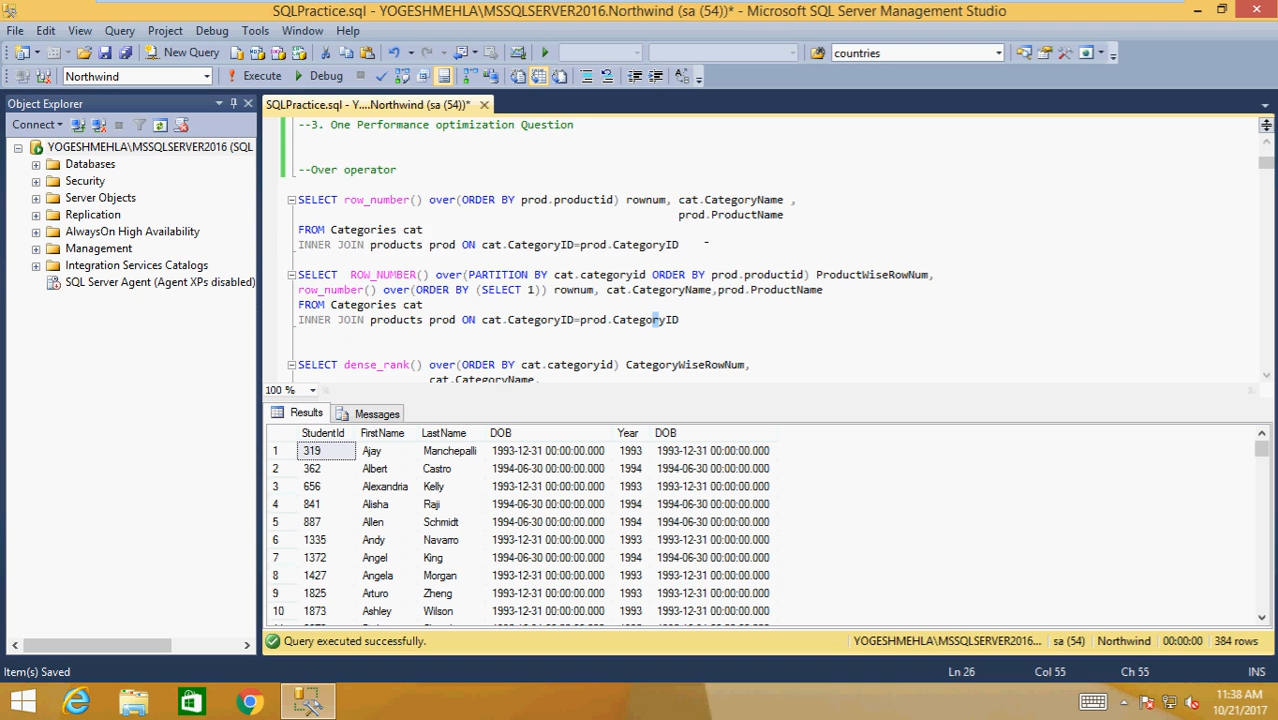 SQLPractice.sql - YOGESHMEHLA\MSSQLSERVER2016.Northwind (sa (54))* - Microsoft SQL Server Management Studio
File Edit View Query Project Debug Tools Window Help
New Query countries
Northwind Execute Debug
Object Explorer
SQLPractice.sql - Y....Northwind (sa (54))*
Connect
YOGESHMEHLA\MSSQLSERVER2016 (SQL
Databases
Security
Server Objects
Replication
AlwaysOn High Availability
Management
Integration Services Catalogs
SQL Server Agent (Agent XPs disabled)
--3. One Performance optimization Question
--Over operator
SELECT row_number() over(ORDER BY prod.productid) rownum, cat.CategoryName ,
prod.ProductName
FROM Categories cat
INNER JOIN products prod ON cat.CategoryID=prod.CategoryID
SELECT ROW_NUMBER() over(PARTITION BY cat.categoryid ORDER BY prod.productid) ProductWiseRowNum,
row_number() over(ORDER BY (SELECT 1)) rownum, cat.CategoryName,prod.ProductName
FROM Categories cat
INNER JOIN products prod ON cat.CategoryID=prod.CategoryID
SELECT dense_rank() over(ORDER BY cat.categoryid) CategoryWiseRowNum,
cat.CategoryName,
100 %
Results Messages
StudentId FirstName LastName DOB Year DOB
1 319 Ajay Manchepalli 1993-12-31 00:00:00.000 1993 1993-12-31 00:00:00.000
2 362 Albert Castro 1994-06-30 00:00:00.000 1994 1994-06-30 00:00:00.000
3 656 Alexandria Kelly 1993-12-31 00:00:00.000 1993 1993-12-31 00:00:00.000
4 841 Alisha Raji 1994-06-30 00:00:00.000 1994 1994-06-30 00:00:00.000
5 887 Allen Schmidt 1994-06-30 00:00:00.000 1994 1994-06-30 00:00:00.000
6 1335 Andy Navarro 1993-12-31 00:00:00.000 1993 1993-12-31 00:00:00.000
7 1372 Angel King 1994-06-30 00:00:00.000 1994 1994-06-30 00:00:00.000
8 1427 Angela Morgan 1993-12-31 00:00:00.000 1993 1993-12-31 00:00:00.000
9 1825 Arturo Zheng 1993-12-31 00:00:00.000 1993 1993-12-31 00:00:00.000
10 1873 Ashley Wilson 1993-12-31 00:00:00.000 1993 1993-12-31 00:00:00.000
Query executed successfully. YOGESHMEHLA\MSSQLSERVER2016... sa (54) Northwind 00:00:00 384 rows
Item(s) Saved Ln 26 Col 55 Ch 55 INS
11:38 AM
10/21/2017